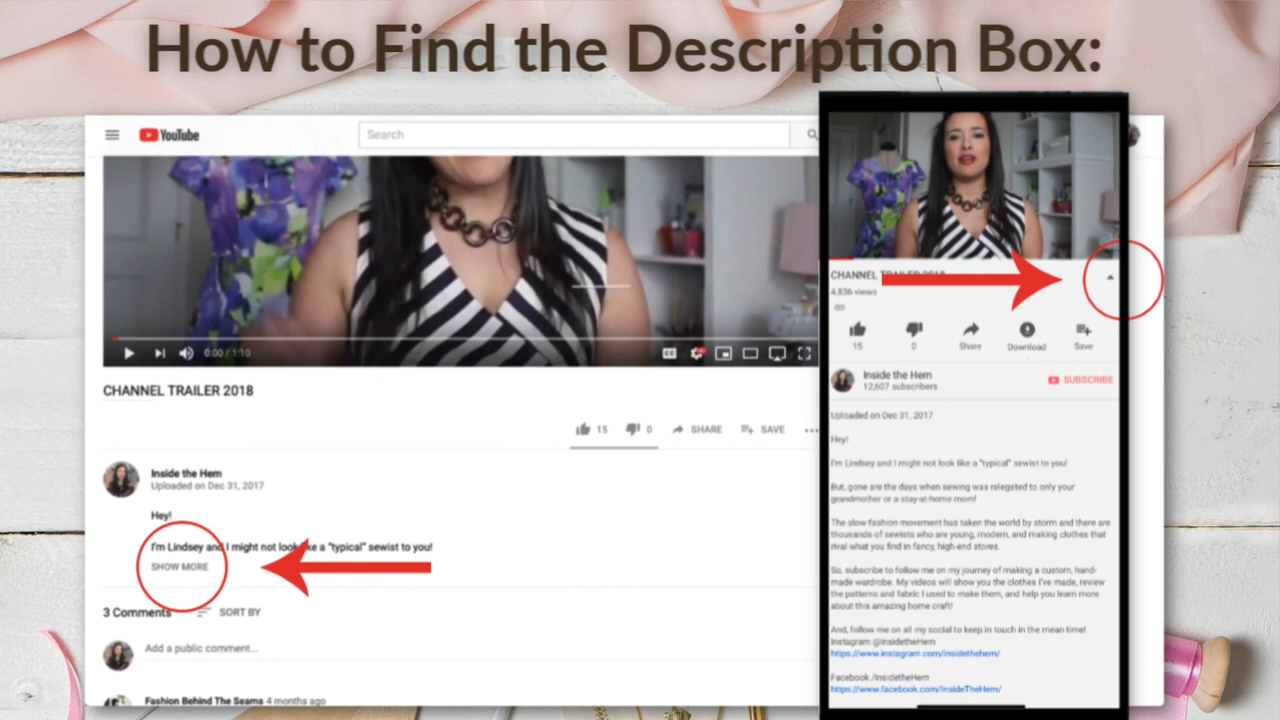 How to Find the Description Box:
YouTube
Search
0:00 / 1:10
CC
CHANNEL TRAILER 2018
15
0
SHARE
SAVE
Inside the Hem
Uploaded on Dec 31, 2017
Hey!
I'm Lindsey and I might not look like a "typical" sewist to you!
SHOW MORE
3 Comments
SORT BY
Add a public comment...
Fashion Behind The Seams 4 months ago
CHANNEL TRAILER 2018
4,836 views
15
0
Share
Download
Save
Inside the Hem
12,607 subscribers
SUBSCRIBE
Uploaded on Dec 31, 2017
Hey!
I'm Lindsey and I might not look like a "typical" sewist to you!
But, gone are the days when sewing was relegated to only your
grandmother or a stay-at-home mom!
The slow fashion movement has taken the world by storm and there are
thousands of sewists who are young, modern, and making clothes that
rival what you find in fancy, high-end stores.
So, subscribe to follow me on my journey of making a custom, hand-
made wardrobe. My videos will show you the clothes I've made, review
the patterns and fabric I used to make them, and help you learn more
about this amazing home craft!
And, follow me on all my social to keep in touch in the mean time!
Instagram @InsidetheHem
https://www.instagram.com/insidethehem/
Facebook /InsidetheHem
https://www.facebook.com/InsideTheHem/